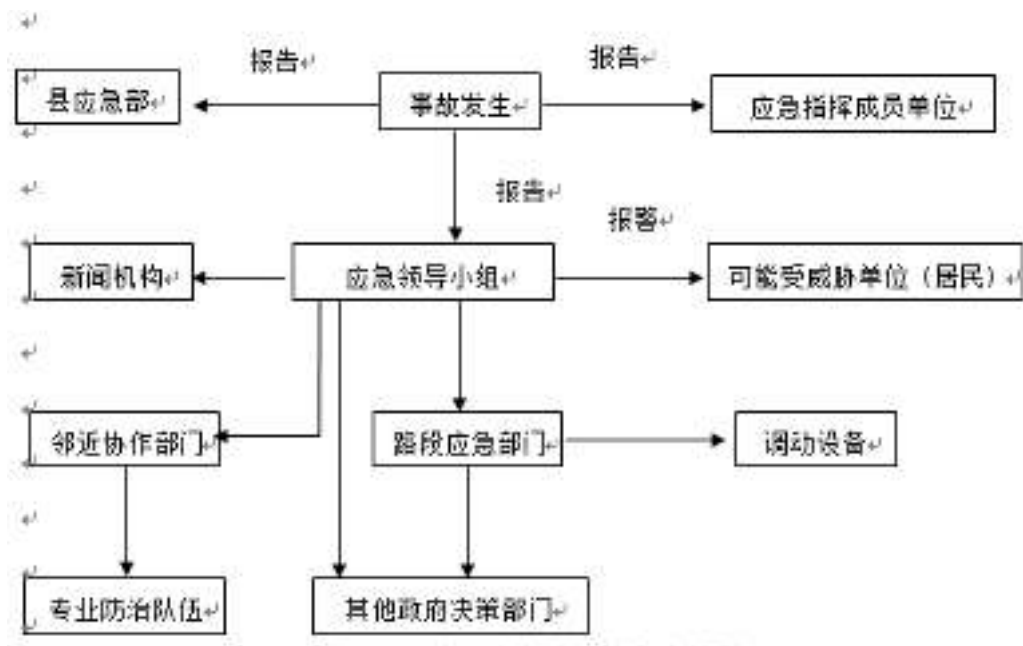 报告
报告
县应急部
事故发生
应急指挥成员单位
报告
报警
新闻机构
应急领导小组
可能受威胁单位（居民）
邻近协作部门
路段应急部门
调动设备
专业防治队伍
其他政府决策部门